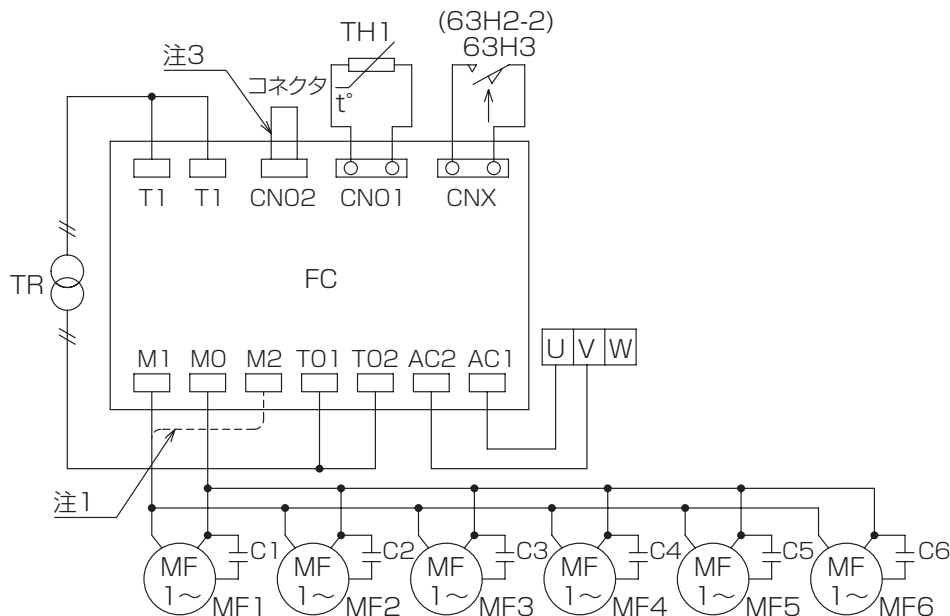 (63H2-2)
TH1
63H3
注3
コネクタ
t°
T1 T1 CN02 CN01 CNX
TR
FC
M1 M0 M2 T01 T02 AC2 AC1
U V W
注1
C1 C2 C3 C4 C5 C6
MF MF MF MF MF MF
1～ 1～ 1～ 1～ 1～ 1～
MF1 MF2 MF3 MF4 MF5 MF6